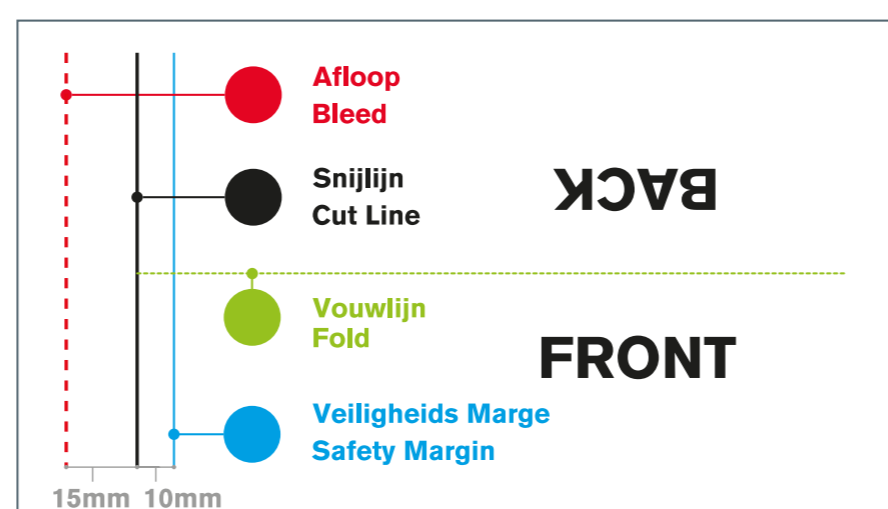 Afloop
Bleed
Snijlijn
Cut Line
BACK
Vouwlijn
Fold
FRONT
Veiligheids Marge
Safety Margin
15mm 10mm